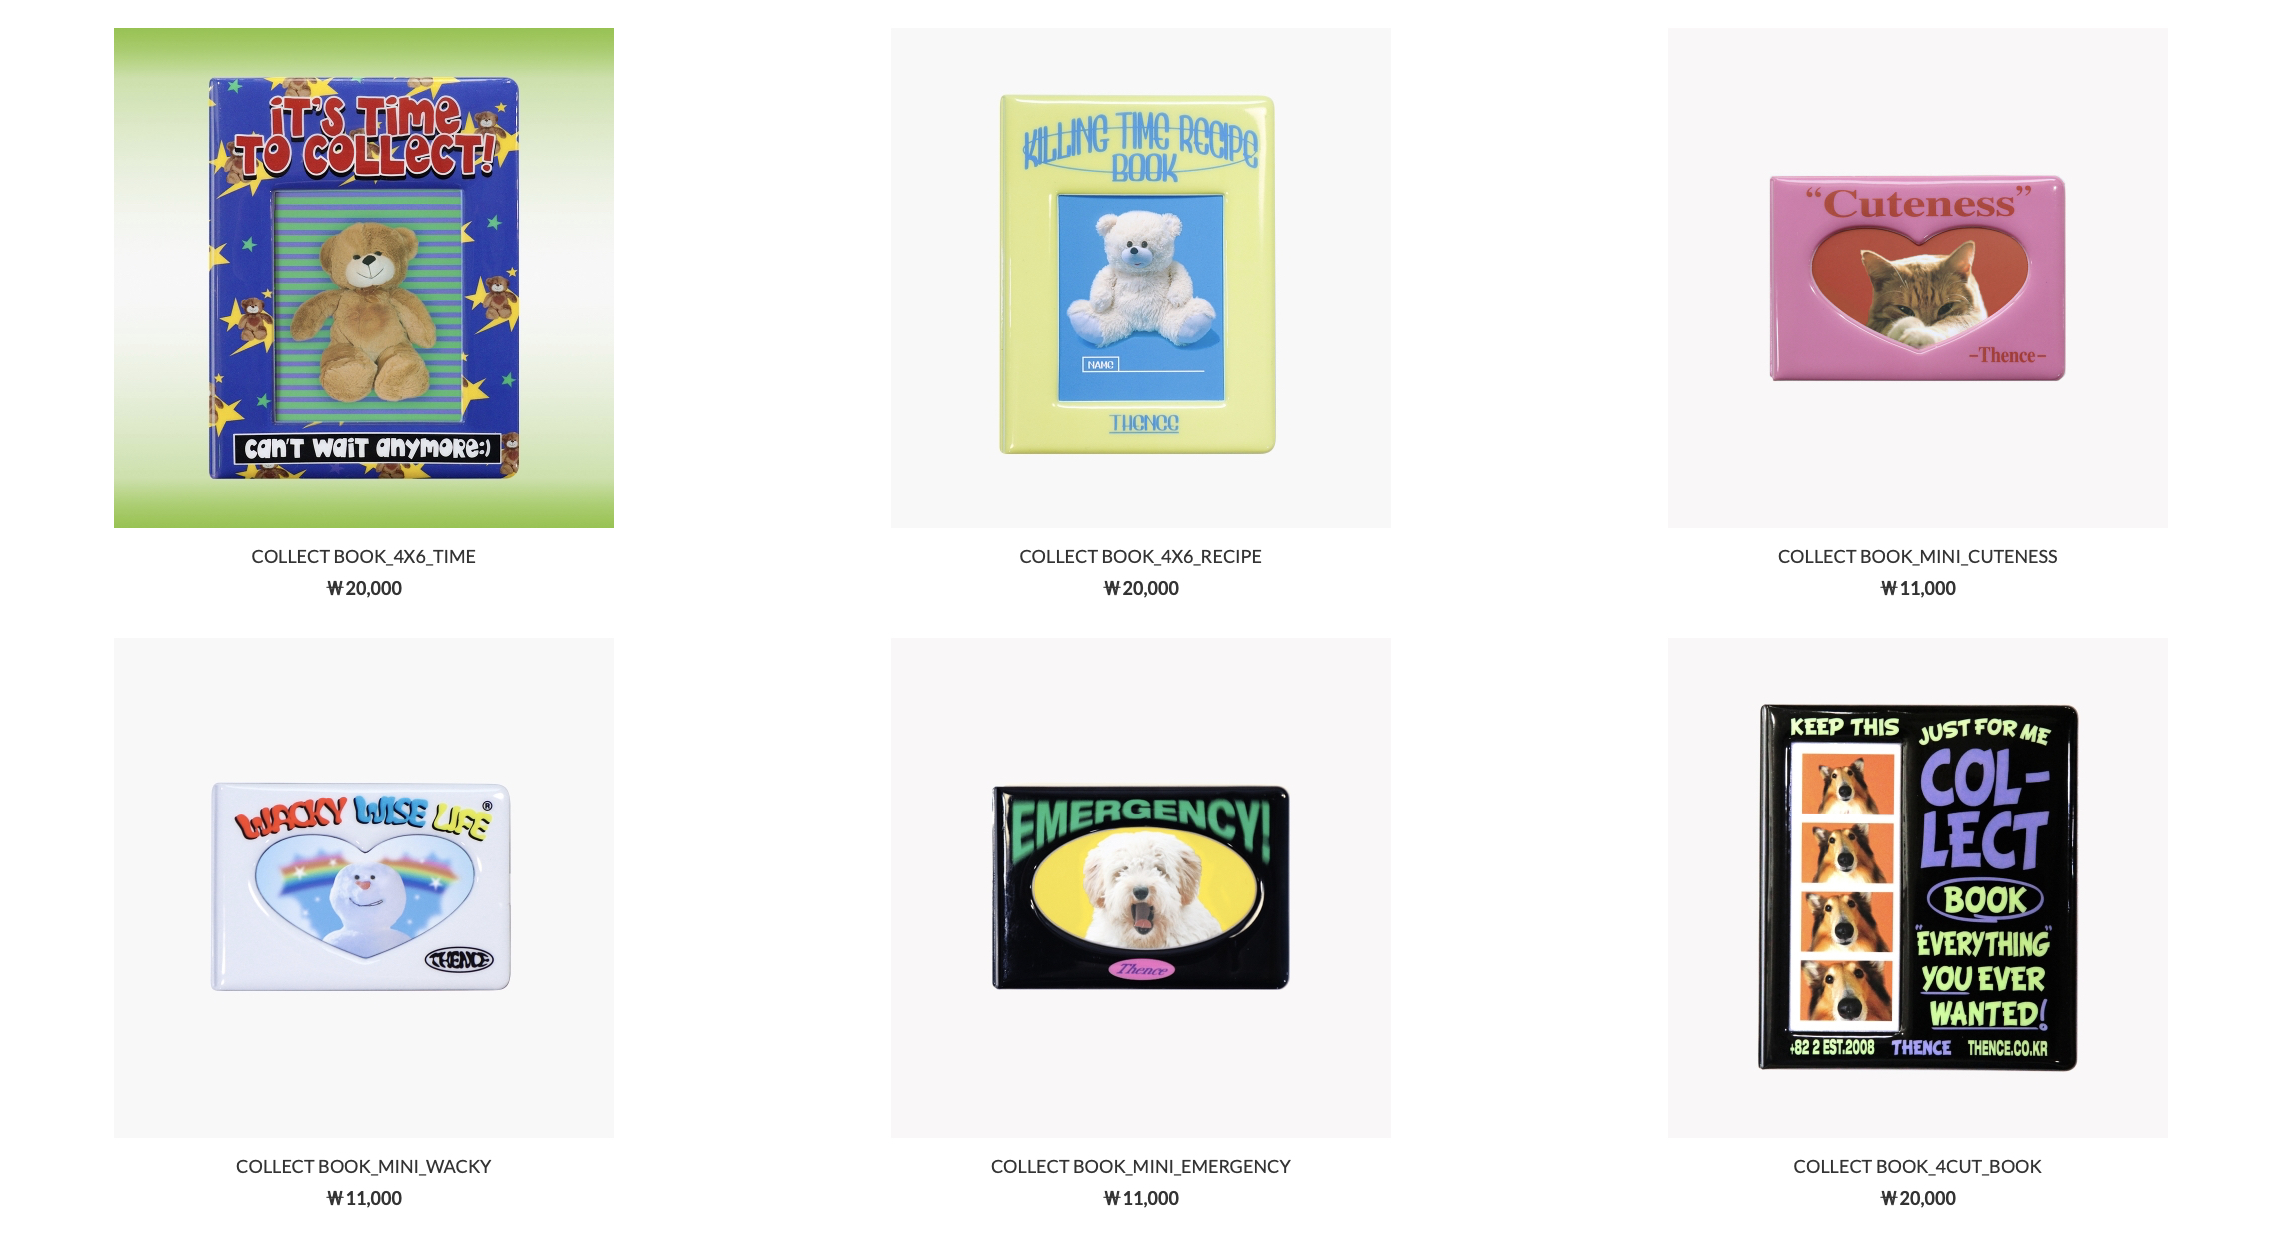 iT'S Time
TO COLLeCT!
can'T wait anymoRe:)
COLLECT BOOK_4X6_TIME
₩20,000
KILLING TIME RECIPE
BOOK
NAME
THENCE
COLLECT BOOK_4X6_RECIPE
₩20,000
“Cuteness”
-Thence-
COLLECT BOOK_MINI_CUTENESS
₩11,000
WACKY WISE LIFE®
THENCE
COLLECT BOOK_MINI_WACKY
₩11,000
EMERGENCY!
Thence
COLLECT BOOK_MINI_EMERGENCY
₩11,000
KEEP THIS
JUST FOR ME
COL-
LECT
BOOK
"EVERYTHING"
YOU EVER
WANTED!
+82 2 EST.2008 THENCE THENCE.CO.KR
COLLECT BOOK_4CUT_BOOK
₩20,000